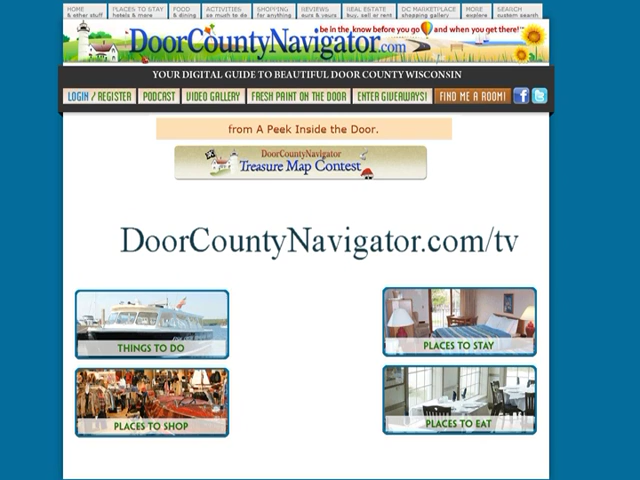 HOME PLACES TO STAY FOOD ACTIVITIES SHOPPING REVIEWS REAL ESTATE DC MARKETPLACE MORE SEARCH
& other stuff hotels & more & dining so much to do for anything ours & yours buy, sell or rent shopping gallery explore custom search
be in the know before you go and when you get there!
DoorCountyNavigator.com
YOUR DIGITAL GUIDE TO BEAUTIFUL DOOR COUNTY WISCONSIN
LOGIN / REGISTER PODCAST VIDEO GALLERY FRESH PAINT ON THE DOOR ENTER GIVEAWAYS! FIND ME A ROOM! f t
from A Peek Inside the Door.
DoorCountyNavigator
Treasure Map Contest
DoorCountyNavigator.com/tv
THINGS TO DO
PLACES TO STAY
PLACES TO SHOP
PLACES TO EAT